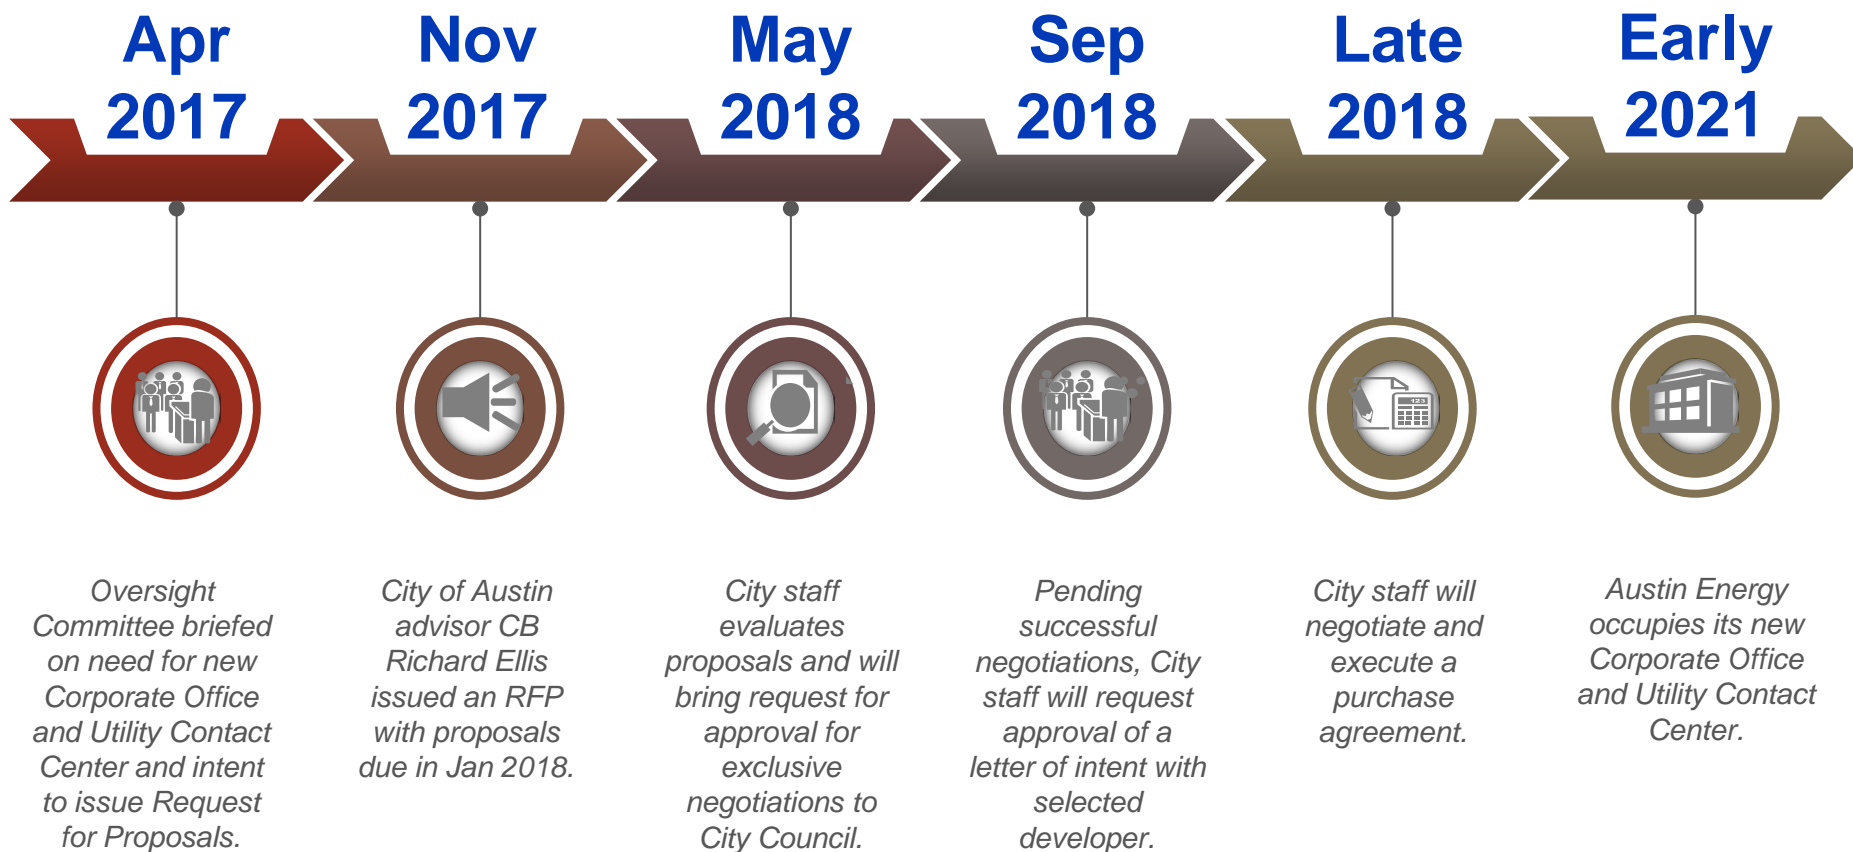 Apr
2017
Nov
2017
May
2018
Sep
2018
Late
2018
Early
2021
Oversight
Committee briefed
on need for new
Corporate Office
and Utility Contact
Center and intent
to issue Request
for Proposals.
City of Austin
advisor CB
Richard Ellis
issued an RFP
with proposals
due in Jan 2018.
City staff
evaluates
proposals and will
bring request for
approval for
exclusive
negotiations to
City Council.
Pending
successful
negotiations, City
staff will request
approval of a
letter of intent with
selected
developer.
123
City staff will
negotiate and
execute a
purchase
agreement.
Austin Energy
occupies its new
Corporate Office
and Utility Contact
Center.